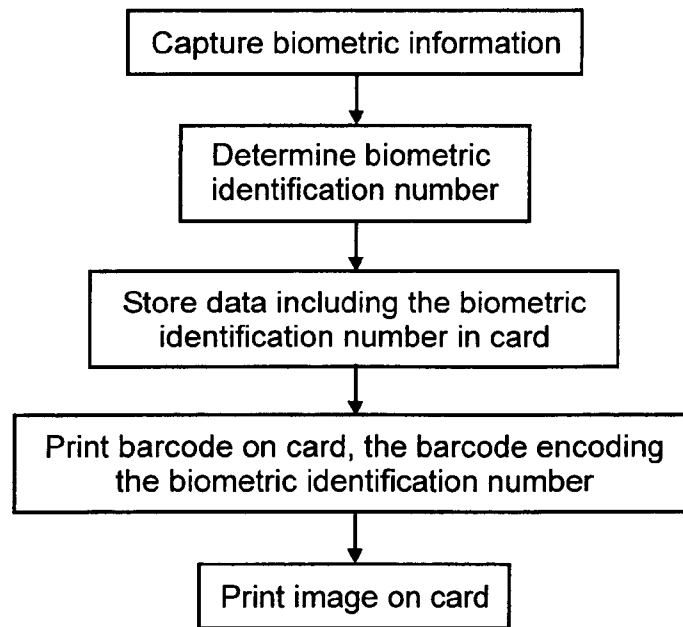 Capture biometric information
Determine biometric
identification number
Store data including the biometric
identification number in card
Print barcode on card, the barcode encoding
the biometric identification number
Print image on card